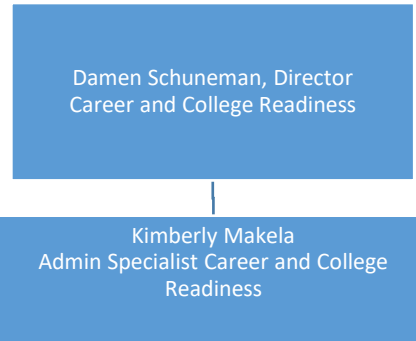 Damen Schuneman, Director
Career and College Readiness
Kimberly Makela
Admin Specialist Career and College
Readiness